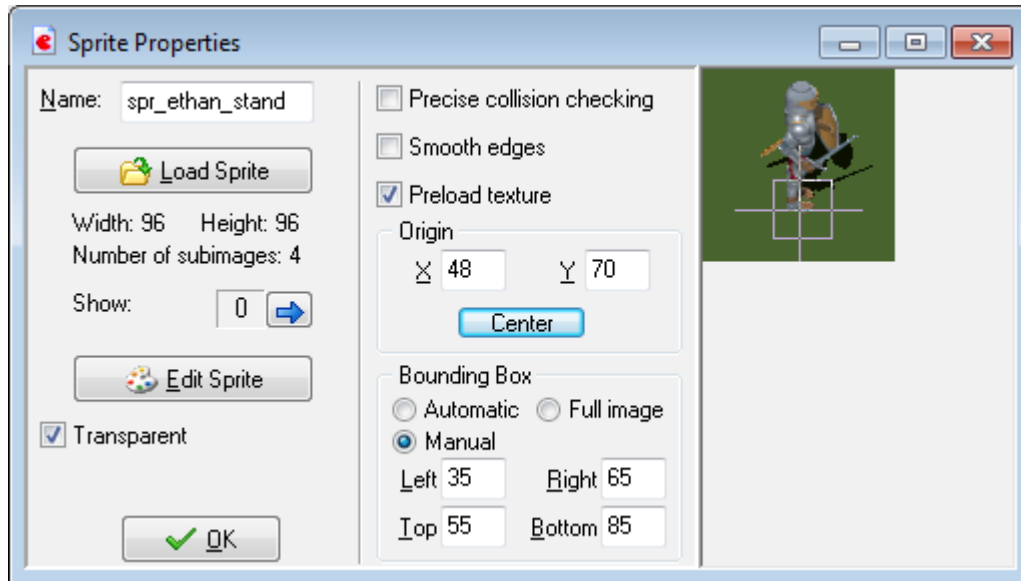 Sprite Properties
Name: spr_ethan_stand
Load Sprite
Width: 96 Height: 96
Number of subimages: 4
Show: 0
Edit Sprite
Transparent
OK
Precise collision checking
Smooth edges
Preload texture
Origin
X 48 Y 70
Center
Bounding Box
Automatic Full image
Manual
Left 35 Right 65
Top 55 Bottom 85